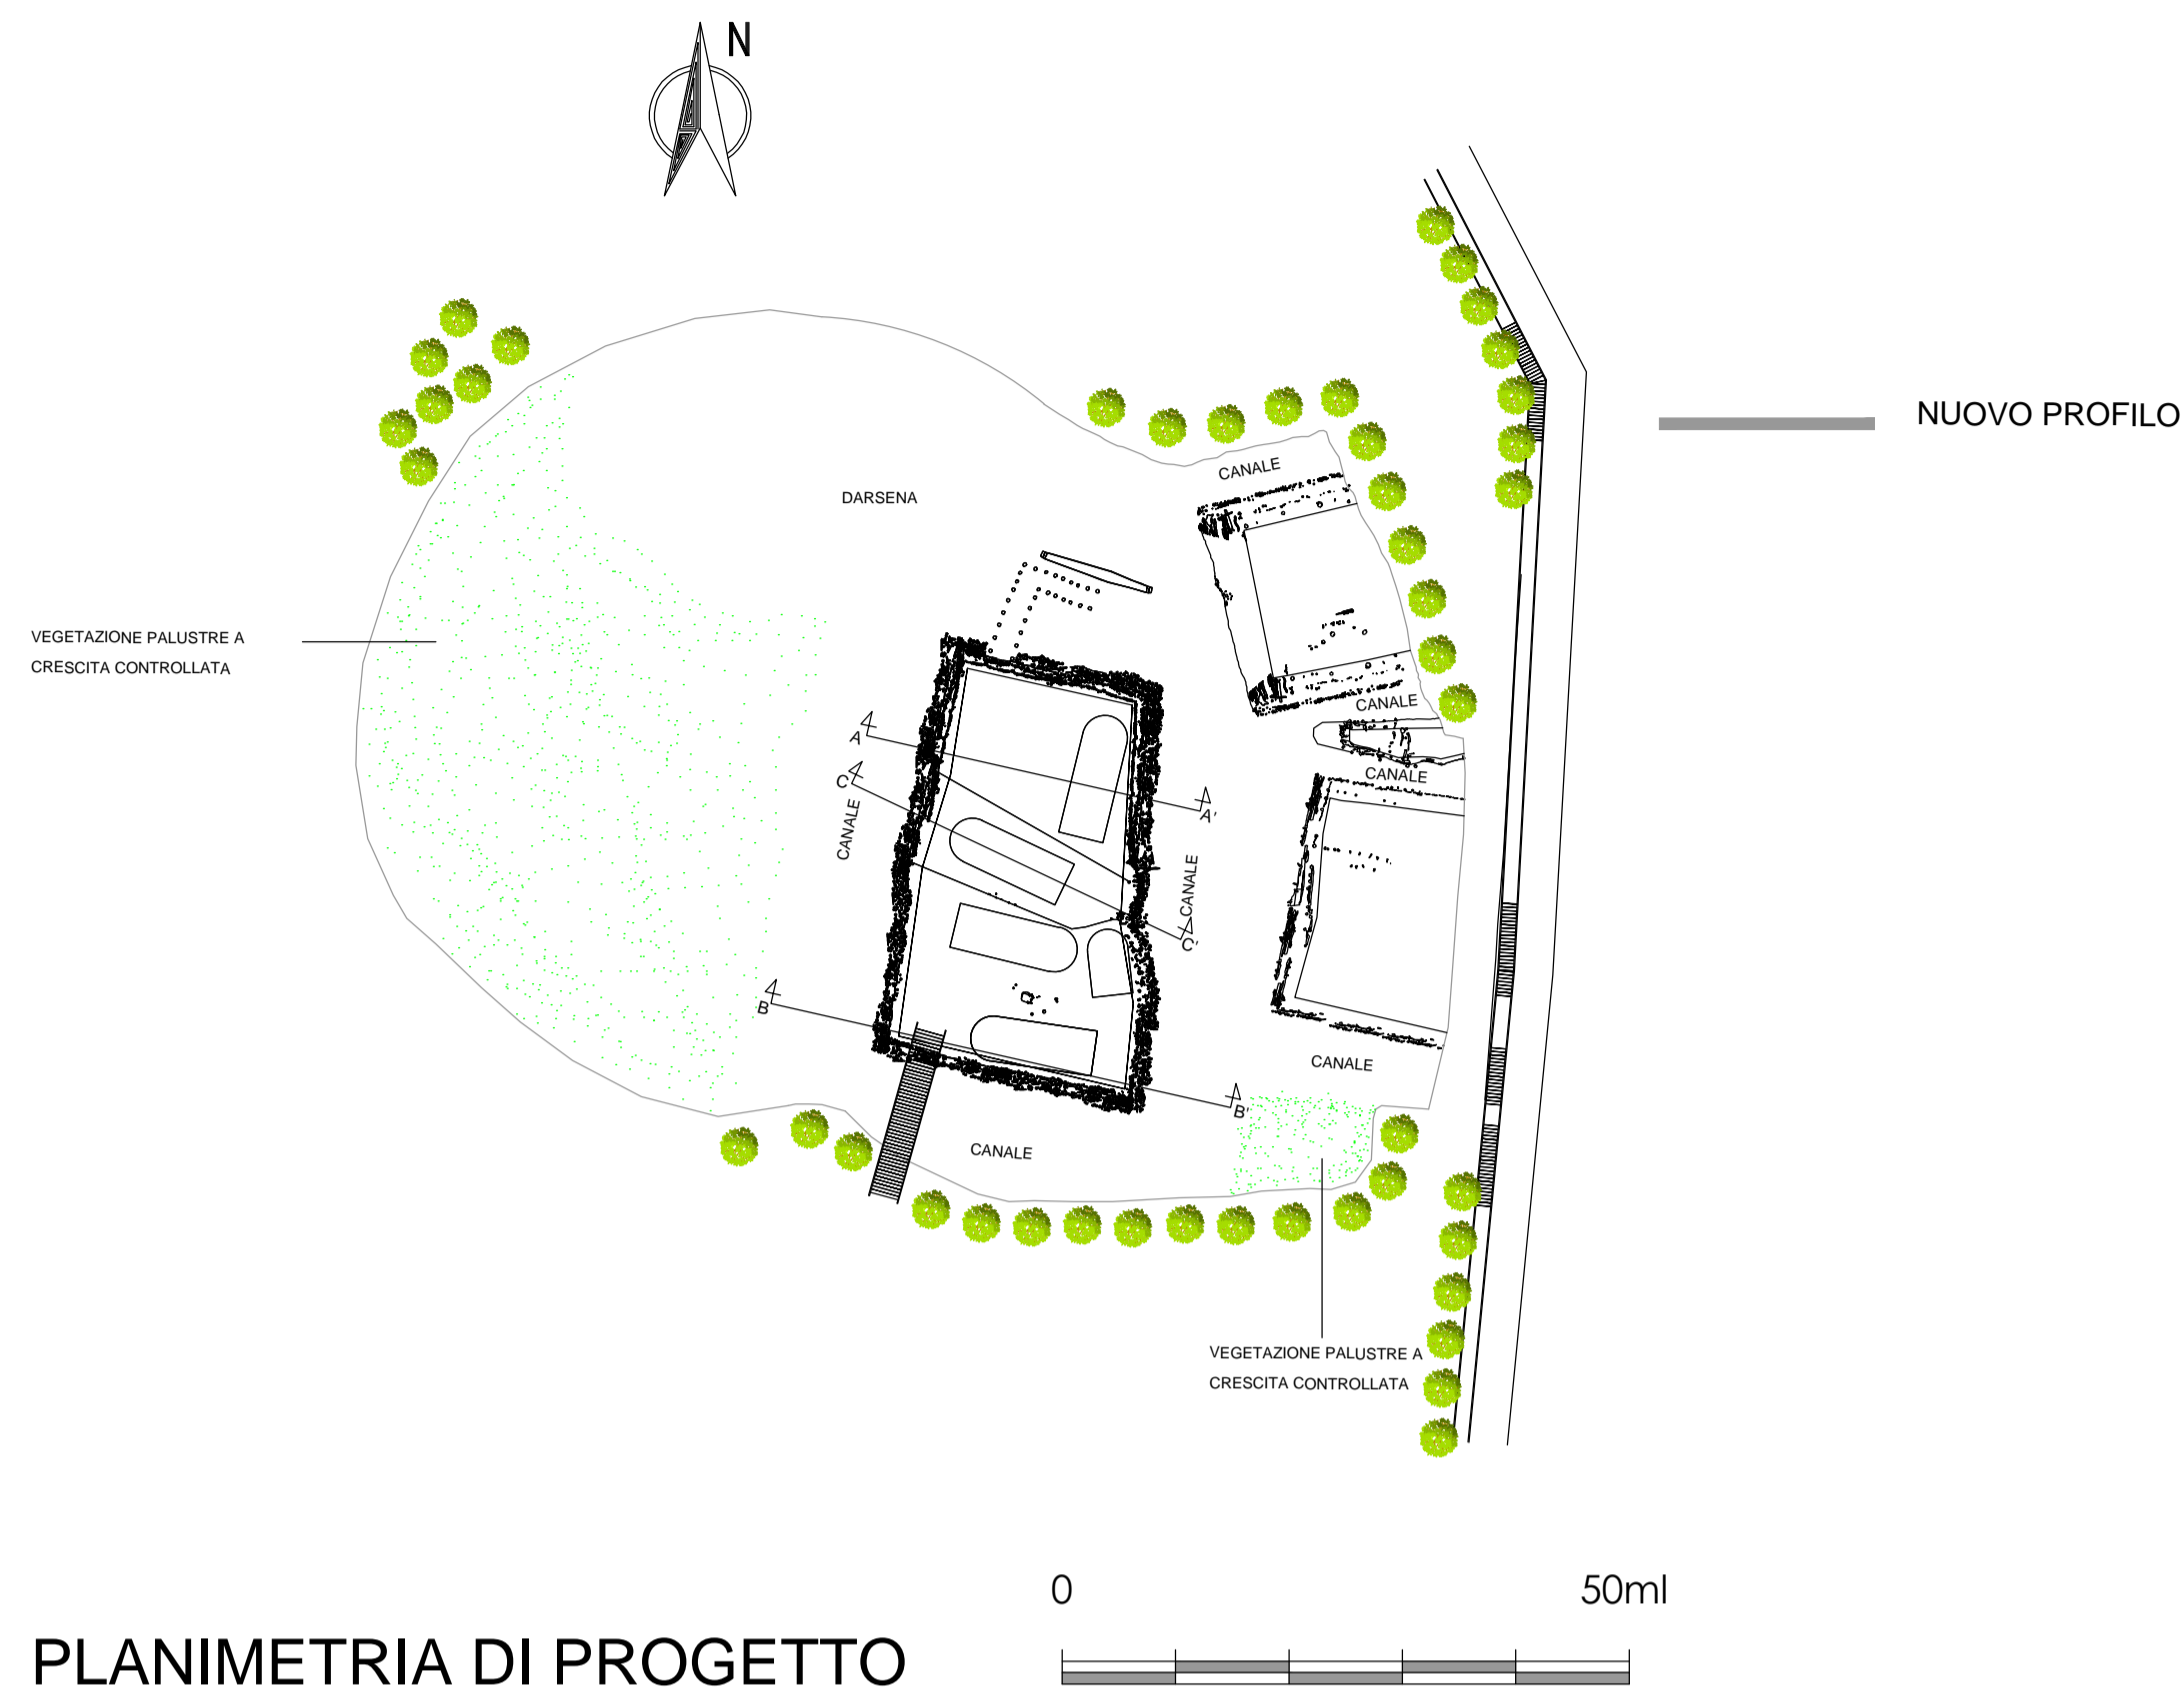 N
NUOVO PROFILO
CANALE
DARSENA
VEGETAZIONE PALUSTRE A
CRESCITA CONTROLLATA
CANALE
A
CANALE
C
A'
CANALE
CANALE
C'
B
CANALE
B'
CANALE
VEGETAZIONE PALUSTRE A
CRESCITA CONTROLLATA
0
50ml
PLANIMETRIA DI PROGETTO